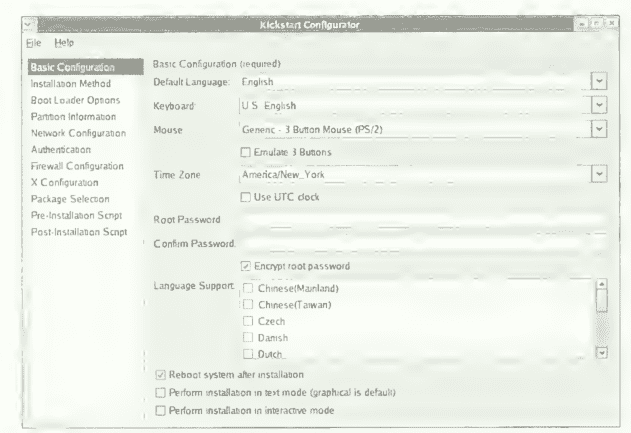 Kickstart Configurator
File Help
Basic Configuration
Installation Method
Boot Loader Options
Partition Information
Network Configuration
Authentication
Firewall Configuration
X Configuration
Package Selection
Pre-Installation Script
Post-Installation Script
Basic Configuration (required)
Default Language: English
Keyboard: U.S. English
Mouse Generic - 3 Button Mouse (PS/2)
Emulate 3 Buttons
Time Zone America/New_York
Use UTC clock
Root Password
Confirm Password:
Encrypt root password
Language Support Chinese(Mainland)
Chinese(Taiwan)
Czech
Danish
Dutch
Reboot system after installation
Perform installation in text mode (graphical is default)
Perform installation in interactive mode